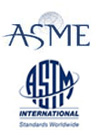 ASME
ASTM
INTERNATIONAL
Standards Worldwide